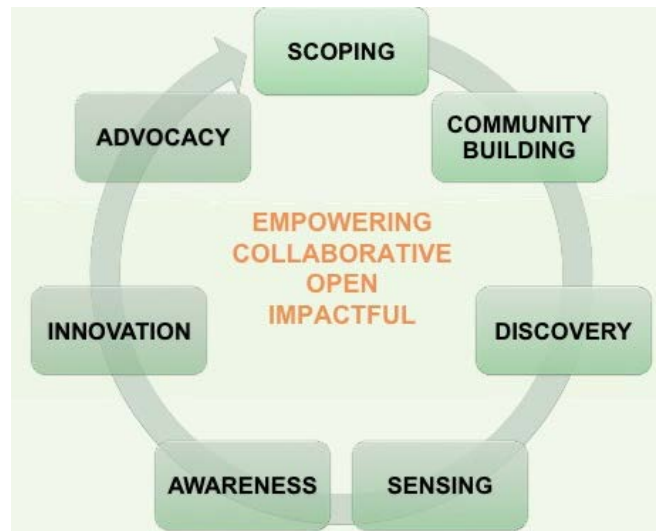 SCOPING
COMMUNITY
BUILDING
DISCOVERY
SENSING
AWARENESS
INNOVATION
ADVOCACY
EMPOWERING
COLLABORATIVE
OPEN
IMPACTFUL